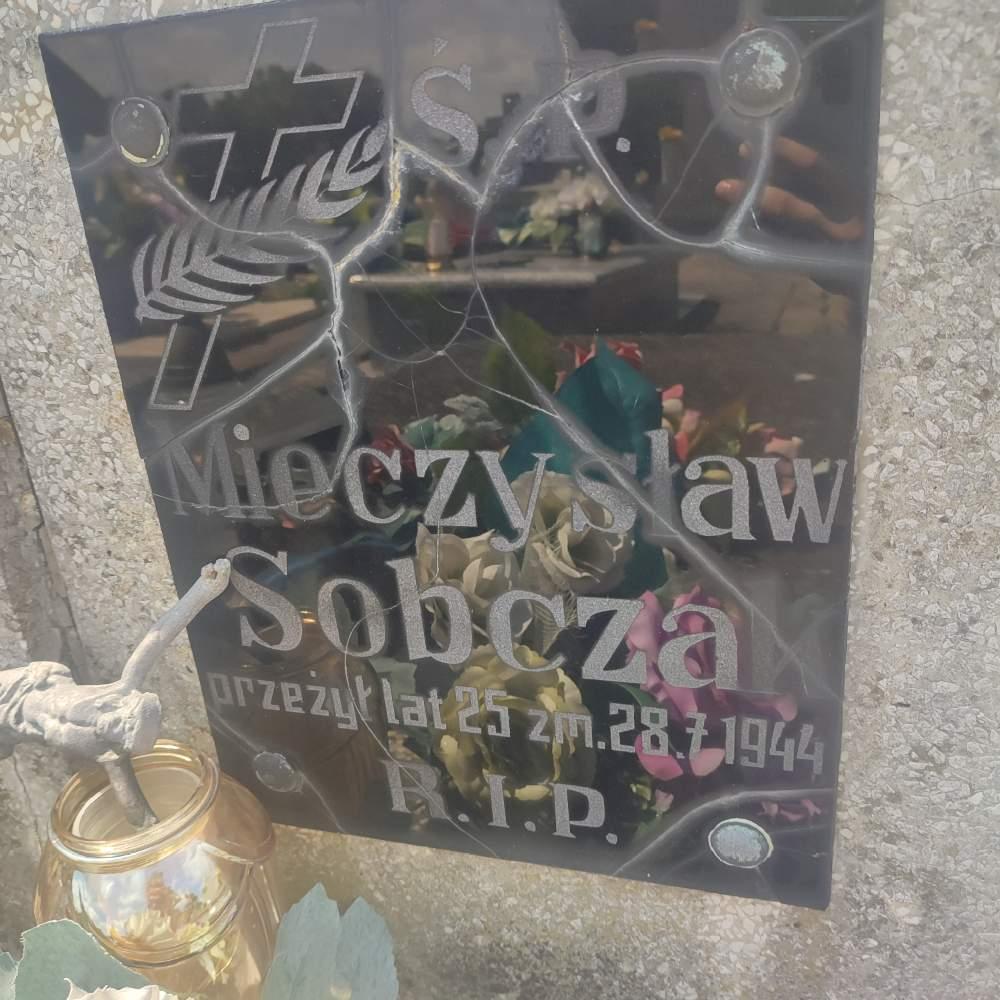 Ś.P.
Mieczysław
Sobczak
przeżył lat 25 zm. 28.7 1944
R.I.P.